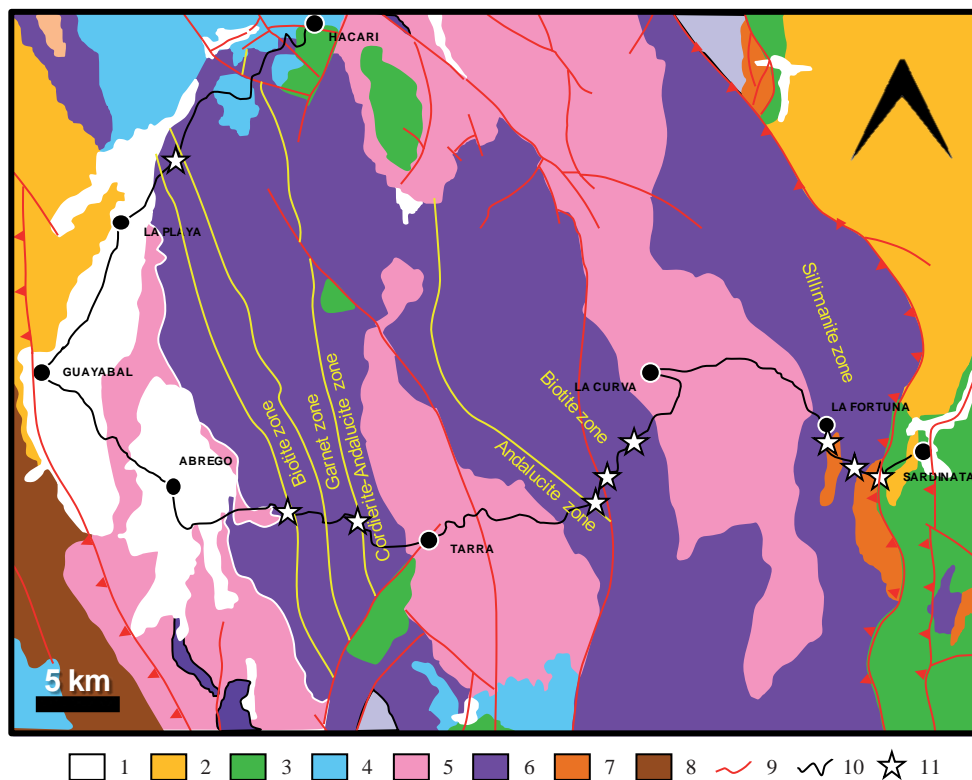 HACARI
LA PLAYA
Sillimanite zone
GUAYABAL
Biolite zone
Garnet zone
Cordierite-Andalucite zone
Biotite zone
LA CURVA
LA FORTUNA
ABREGO
Andalucite zone
SARDINATA
TARRA
5 km
1 2 3 4 5 6 7 8 9 10 11